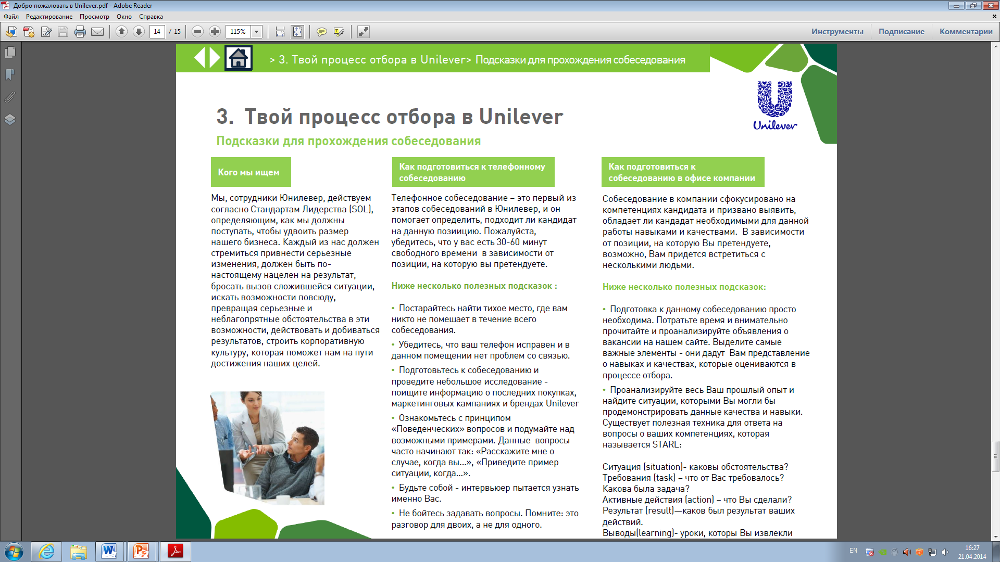 Добро пожаловать в Unilever.pdf - Adobe Reader
Файл Редактирование Просмотр Окно Справка
14 / 15 115% Инструменты Подписание Комментарии
> 3. Твой процесс отбора в Unilever> Подсказки для прохождения собеседования
Unilever
3. Твой процесс отбора в Unilever
Подсказки для прохождения собеседования
Кого мы ищем
Мы, сотрудники Юнилевер, действуем
согласно Стандартам Лидерства (SOL),
определяющим, как мы должны
поступать, чтобы удвоить размер
нашего бизнеса. Каждый из нас должен
стремиться привнести серьезные
изменения, должен быть по-
настоящему нацелен на результат,
бросать вызов сложившейся ситуации,
искать возможности повсюду,
превращая серьезные и
неблагопрятные обстоятельства в эти
возможности, действовать и добиваться
результатов, строить корпоративную
культуру, которая поможет нам на пути
достижения наших целей.
Как подготовиться к телефонному
собеседованию
Телефонное собеседование – это первый из
этапов собеседований в Юнилевер, и он
помогает определить, подходит ли кандидат
на данную позиицию. Пожалуйста,
убедитесь, что у вас есть 30-60 минут
свободного времени в зависимости от
позиции, на которую вы претендуете.
Ниже несколько полезных подсказок :
• Постарайтесь найти тихое место, где вам
никто не помешает в течение всего
собеседования.
• Убедитесь, что ваш телефон исправен и в
данном помещении нет проблем со связью.
• Подготовьтесь к собеседованию и
проведите небольшое исследование -
поищите информацию о последних покупках,
маркетинговых кампаниях и брендах Unilever
• Ознакомьтесь с принципом
«Поведенческих» вопросов и подумайте над
возможными примерами. Данные вопросы
часто начинают так: «Расскажите мне о
случае, когда вы...», «Приведите пример
ситуации, когда...».
• Будьте собой - интервьюер пытается узнать
именно Вас.
• Не бойтесь задавать вопросы. Помните: это
разговор для двоих, а не для одного.
Как подготовиться к
собеседованию в офисе компании
Собеседование в компании сфокусировано на
компетенциях кандидата и призвано выявить,
обладает ли кандадат необходимыми для данной
работы навыками и качествами. В зависимости
от позиции, на которую Вы претендуете,
возможно, Вам придется встретиться с
несколькими людьми.
Ниже несколько полезных подсказок:
• Подготовка к данному собеседованию просто
необходима. Потратьте время и внимательно
прочитайте и проанализируйте объявления о
вакансии на нашем сайте. Выделите самые
важные элементы - они дадут Вам представление
о навыках и качествах, которые оцениваются в
процессе отбора.
• Проанализируйте весь Ваш прошлый опыт и
найдите ситуации, которыми Вы могли бы
продемонстрировать данные качества и навыки.
Существует полезная техника для ответа на
вопросы о ваших компетенциях, которая
называется STARL:
Ситуация (situation)- каковы обстоятельства?
Требования (task) – что от Вас требовалось?
Какова была задача?
Активные действия (action) – что Вы сделали?
Результат (result)—каков был результат ваших
действий.
Выводы(learning)- уроки, которы Вы извлекли
EN 16:27
21.04.2014